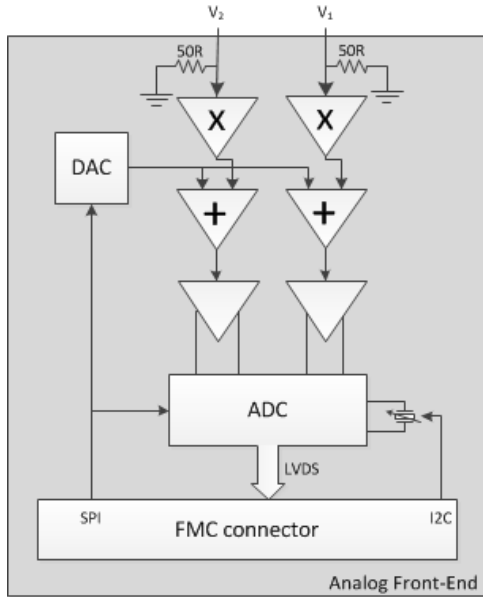 V₂ V₁
50R 50R
X X
DAC
+ +
ADC
LVDS
SPI I2C
FMC connector
Analog Front-End